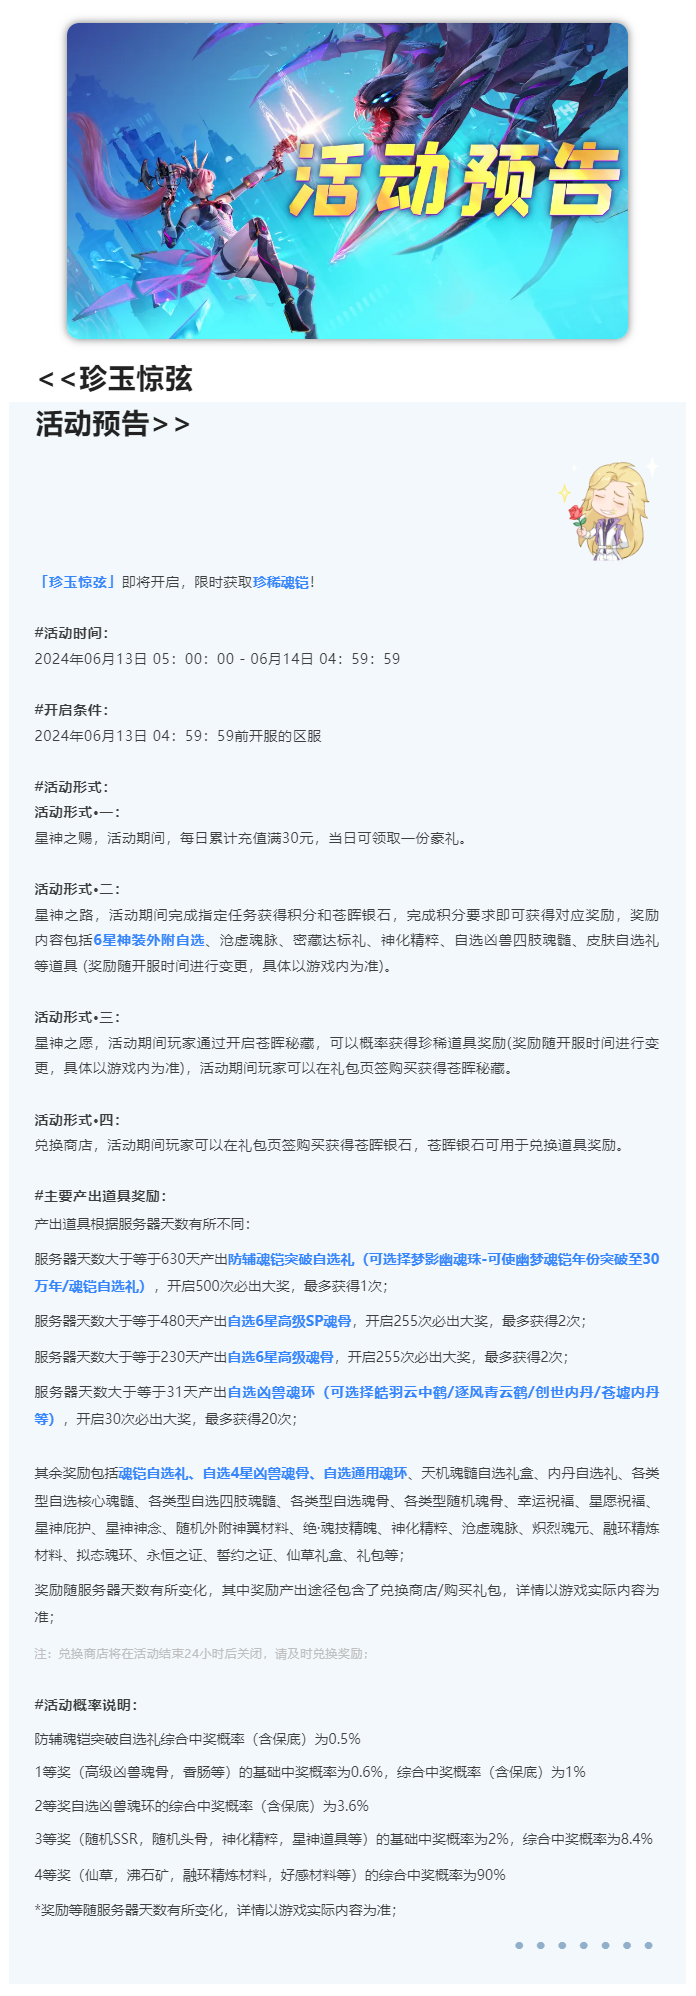 活动预告
<<珍玉惊弦
活动预告>>
「珍玉惊弦」即将开启，限时获取珍稀魂铠！
#活动时间：
2024年06月13日 05：00：00 - 06月14日 04：59：59
#开启条件：
2024年06月13日 04：59：59前开服的区服
#活动形式：
活动形式•一：
星神之赐，活动期间，每日累计充值满30元，当日可领取一份豪礼。
活动形式•二：
星神之路，活动期间完成指定任务获得积分和苍晖银石，完成积分要求即可获得对应奖励，奖励
内容包括6星神装外附自选、沧虚魂脉、密藏达标礼、神化精粹、自选凶兽四肢魂髓、皮肤自选礼
等道具 (奖励随开服时间进行变更，具体以游戏内为准)。
活动形式•三：
星神之愿，活动期间玩家通过开启苍晖秘藏，可以概率获得珍稀道具奖励(奖励随开服时间进行变
更，具体以游戏内为准)，活动期间玩家可以在礼包页签购买获得苍晖秘藏。
活动形式•四：
兑换商店，活动期间玩家可以在礼包页签购买获得苍晖银石，苍晖银石可用于兑换道具奖励。
#主要产出道具奖励：
产出道具根据服务器天数有所不同：
服务器天数大于等于630天产出防辅魂铠突破自选礼（可选择梦影幽魂珠-可使幽梦魂铠年份突破至30
万年/魂铠自选礼），开启500次必出大奖，最多获得1次；
服务器天数大于等于480天产出自选6星高级SP魂骨，开启255次必出大奖，最多获得2次；
服务器天数大于等于230天产出自选6星高级魂骨，开启255次必出大奖，最多获得2次；
服务器天数大于等于31天产出自选凶兽魂环（可选择皓羽云中鹤/逐风青云鹤/创世内丹/苍墟内丹
等），开启30次必出大奖，最多获得20次；
其余奖励包括魂铠自选礼、自选4星凶兽魂骨、自选通用魂环、天机魂髓自选礼盒、内丹自选礼、各类
型自选核心魂髓、各类型自选四肢魂髓、各类型自选魂骨、各类型随机魂骨、幸运祝福、星愿祝福、
星神庇护、星神神念、随机外附神翼材料、绝·魂技精魄、神化精粹、沧虚魂脉、炽烈魂元、融环精炼
材料、拟态魂环、永恒之证、誓约之证、仙草礼盒、礼包等；
奖励随服务器天数有所变化，其中奖励产出途径包含了兑换商店/购买礼包，详情以游戏实际内容为
准；
注：兑换商店将在活动结束24小时后关闭，请及时兑换奖励；
#活动概率说明：
防辅魂铠突破自选礼综合中奖概率（含保底）为0.5%
1等奖（高级凶兽魂骨，香肠等）的基础中奖概率为0.6%，综合中奖概率（含保底）为1%
2等奖自选凶兽魂环的综合中奖概率（含保底）为3.6%
3等奖（随机SSR，随机头骨，神化精粹，星神道具等）的基础中奖概率为2%，综合中奖概率为8.4%
4等奖（仙草，沸石矿，融环精炼材料，好感材料等）的综合中奖概率为90%
*奖励等随服务器天数有所变化，详情以游戏实际内容为准；